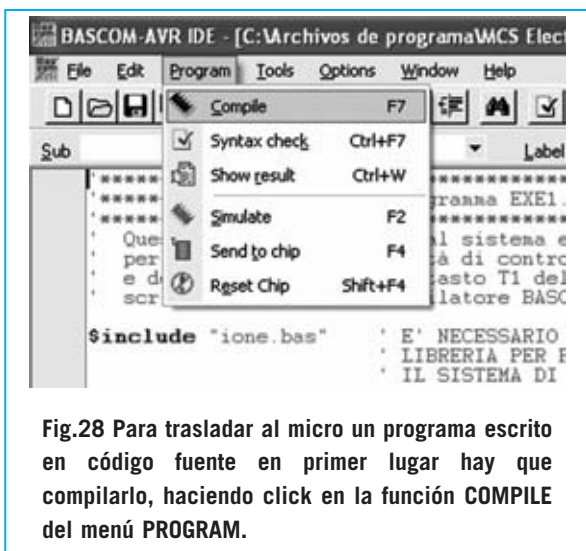 BASCOM-AVR IDE - [C:\Archivos de programa\MCS Elect
File Edit Program Tools Options Window Help
Compile F7
Sub
Syntax check Ctrl+F7
Label
Show result Ctrl+W
Simulate F2
Send to chip F4
Reset Chip Shift+F4
gramma EXE1.
Que
al sistema e
per
à di contro
e d
asto T1 del
scr
latore BASC
$include "ione.bas" ' E' NECESSARIO
' LIBRERIA PER F
' IL SISTEMA DI
Fig.28 Para trasladar al micro un programa escrito
en código fuente en primer lugar hay que
compilarlo, haciendo click en la función COMPILE
del menú PROGRAM.